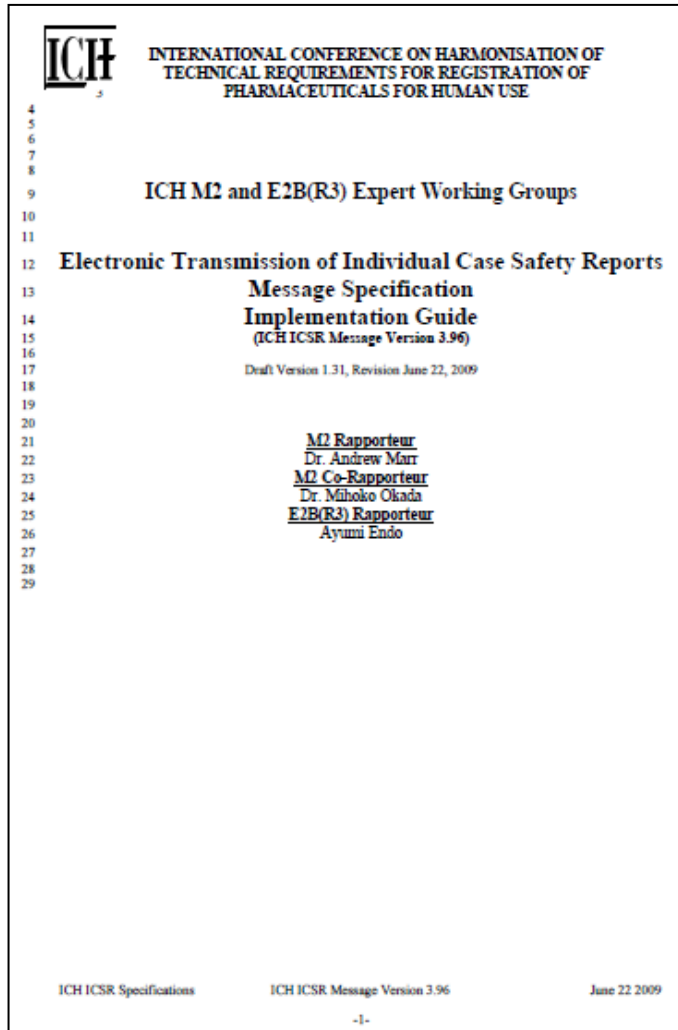 ICH
INTERNATIONAL CONFERENCE ON HARMONISATION OF
TECHNICAL REQUIREMENTS FOR REGISTRATION OF
PHARMACEUTICALS FOR HUMAN USE
3
4
5
6
7
8
9 ICH M2 and E2B(R3) Expert Working Groups
10
11
12 Electronic Transmission of Individual Case Safety Reports
13 Message Specification
14 Implementation Guide
15 (ICH ICSR Message Version 3.96)
16
17 Draft Version 1.31, Revision June 22, 2009
18
19
20
21 M2 Rapporteur
22 Dr. Andrew Marr
23 M2 Co-Rapporteur
24 Dr. Mihoko Okada
25 E2B(R3) Rapporteur
26 Ayumi Endo
27
28
29
ICH ICSR Specifications ICH ICSR Message Version 3.96 June 22 2009
-1-